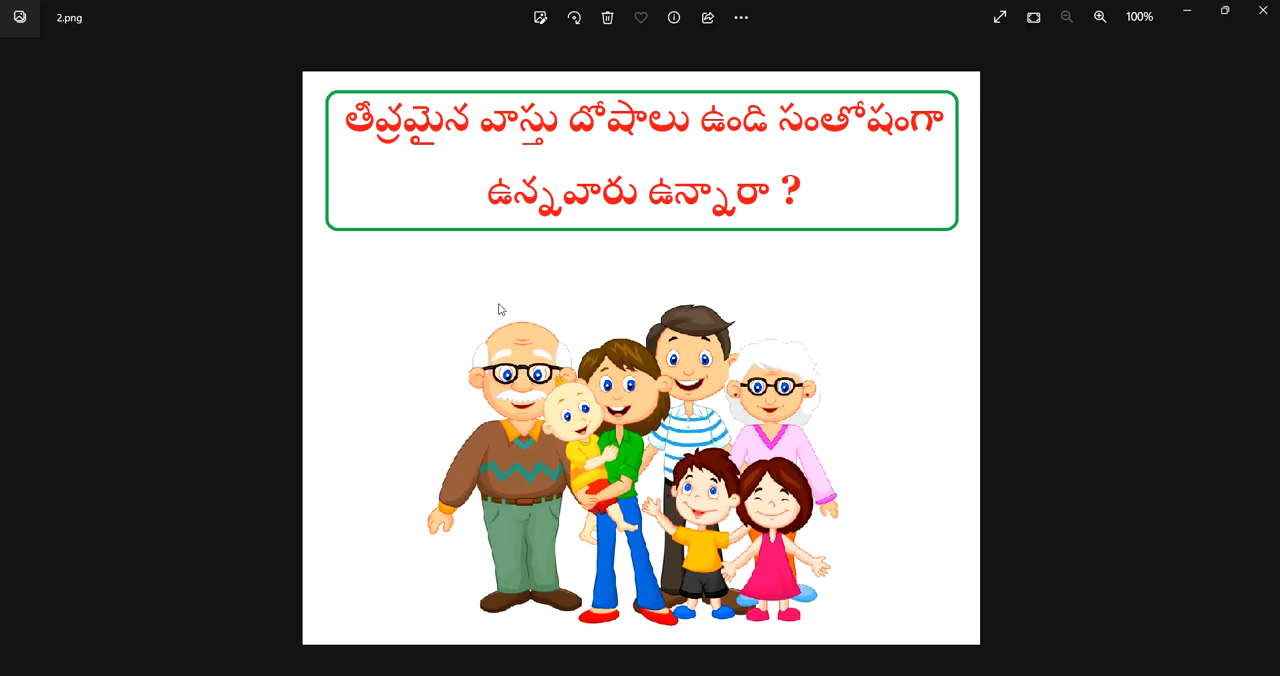 2.png
100%
తీవ్రమైన వాస్తు దోషాలు ఉండి సంతోషంగా
ఉన్నవారు ఉన్నారా ?